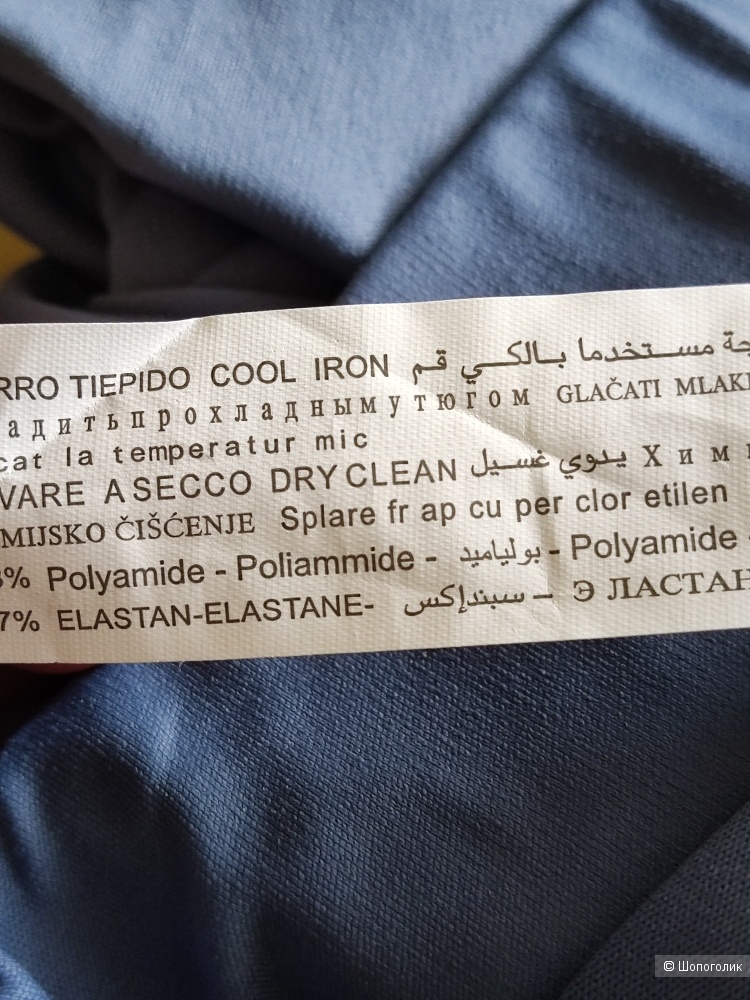 RRO TIEPIDO COOL IRON قم بالكي مستخدما
адить прохладным утюгом GLAČATI MLAK
cat la temperatur mic
VARE A SECCO DRY CLEAN غسيل يدوي Хим
MIJSKO ČIŠĆENJE Splare fr ap cu per clor etilen
% Polyamide - Poliammide - بولياميد - Polyamide -
7% ELASTAN-ELASTANE- سبندإكس – ЭЛАСТАН
© Шопоголик